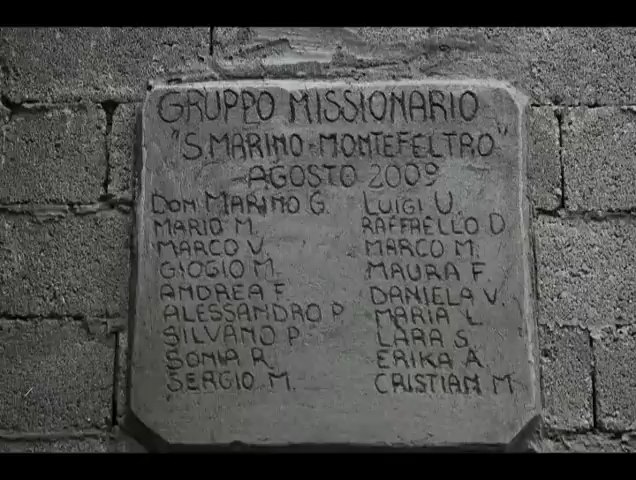 GRUPPO MISSIONARIO
"S.MARINO-MONTEFELTRO"
AGOSTO 2009
DON MARINO G. LUIGI V.
MARIO M. RAFFAELLO D
MARCO V. MARCO M.
GIOGIO M. MAURA F.
ANDREA F. DANIELA V.
ALESSANDRO P MARIA L.
SILVANO P. LARA S.
SONIA R. ERIKA A
SERGIO M. CRISTIAN M